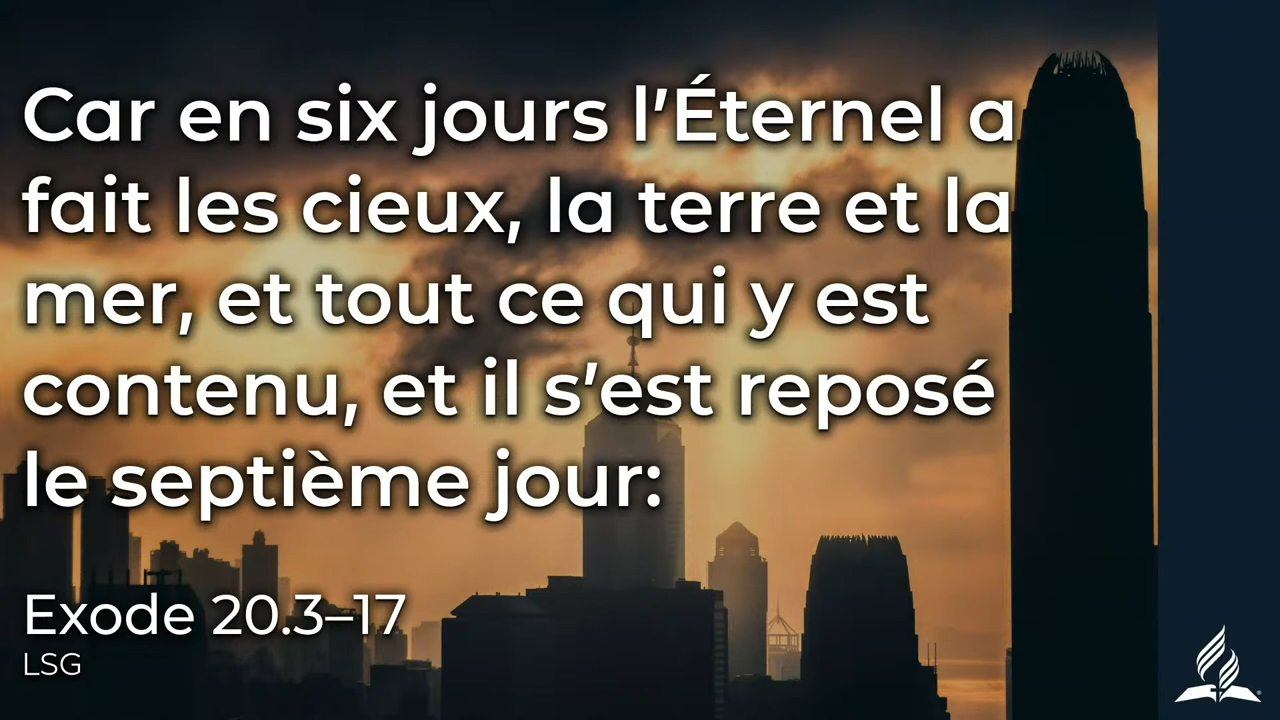 Car en six jours l’Éternel a
fait les cieux, la terre et la
mer, et tout ce qui y est
contenu, et il s’est reposé
le septième jour:
Exode 20.3–17
LSG